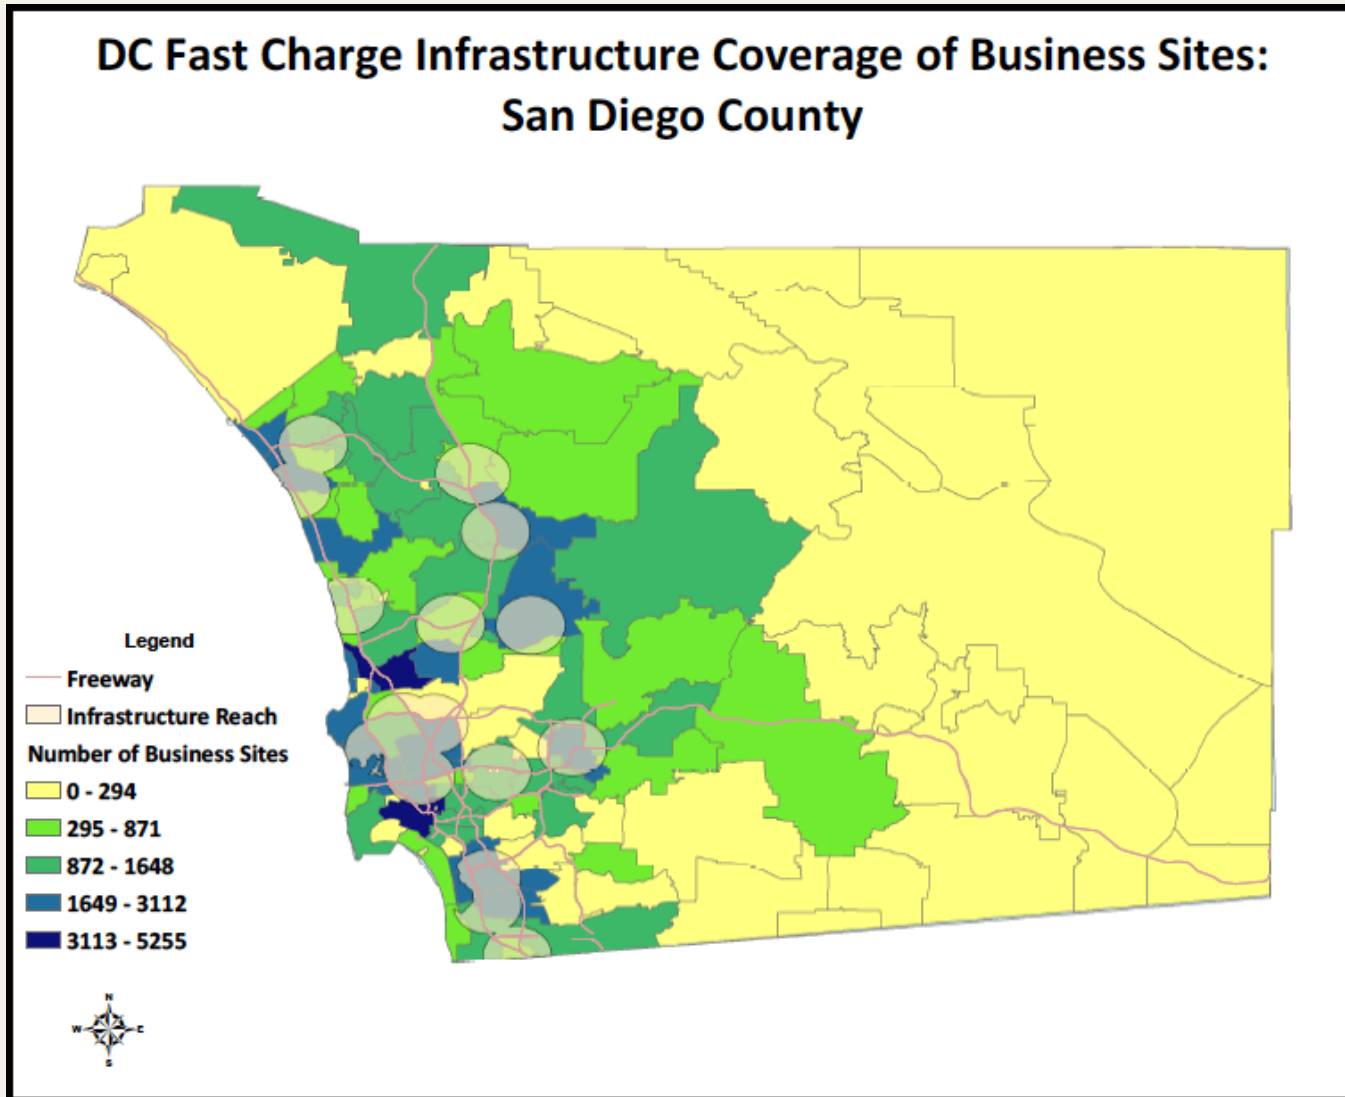 DC Fast Charge Infrastructure Coverage of Business Sites:
San Diego County
Legend
Freeway
Infrastructure Reach
Number of Business Sites
0 - 294
295 - 871
872 - 1648
1649 - 3112
3113 - 5255
N
W E
S